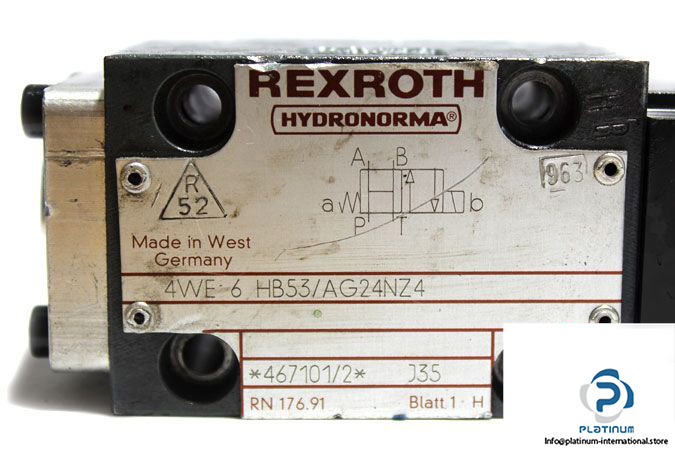 REXROTH
HYDRONORMA®
A B
963
R
52
a b
P T
Made in West
Germany
4WE 6 HB53/AG24NZ4
*467101/2* J35
RN 176.91 Blatt 1 H
PLATINUM
Info@platinum-international.store